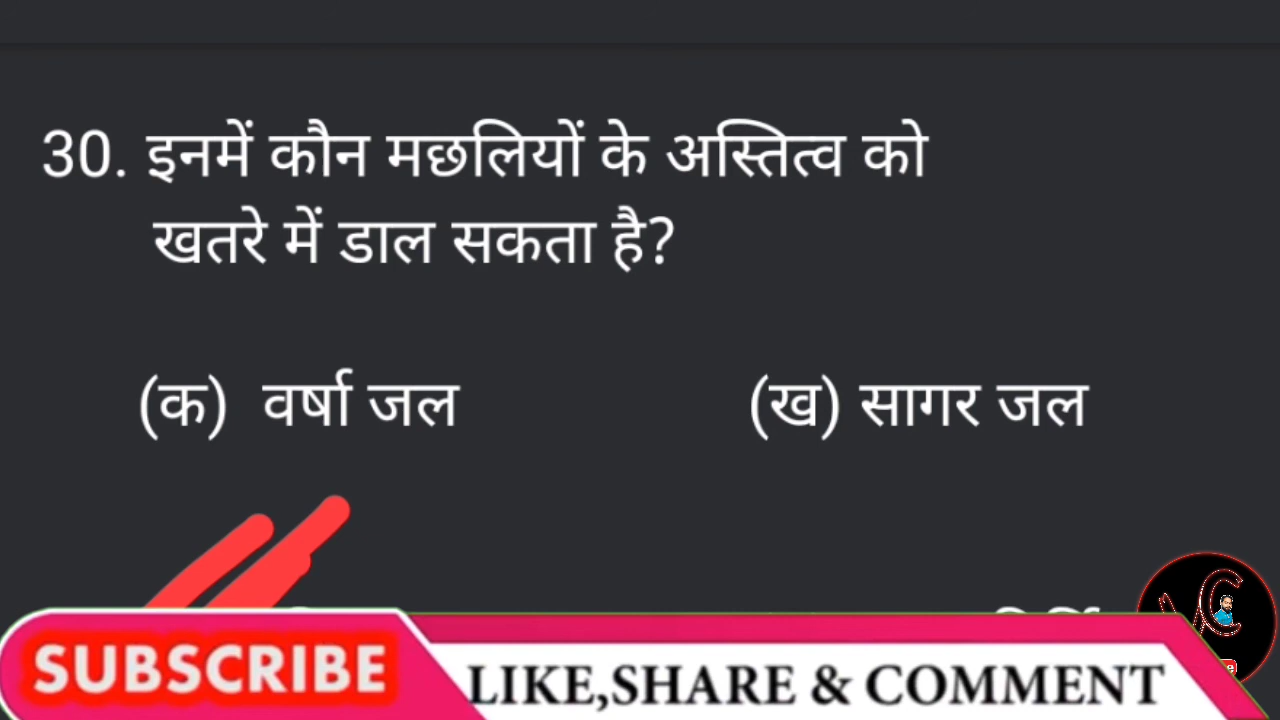 30. इनमें कौन मछलियों के अस्तित्व को
खतरे में डाल सकता है?
(क) वर्षा जल (ख) सागर जल
SUBSCRIBE LIKE,SHARE & COMMENT